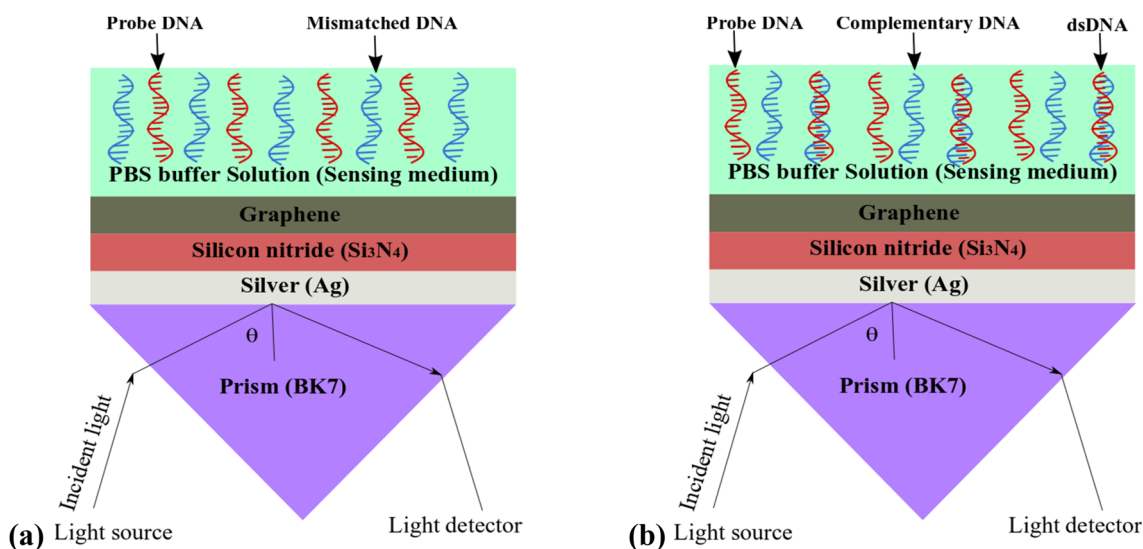 Probe DNA
Mismatched DNA
PBS buffer Solution (Sensing medium)
Graphene
Silicon nitride (Si₃N₄)
Silver (Ag)
θ
Prism (BK7)
Incident light
Light source
Light detector
(a)
Probe DNA
Complementary DNA
dsDNA
PBS buffer Solution (Sensing medium)
Graphene
Silicon nitride (Si₃N₄)
Silver (Ag)
θ
Prism (BK7)
Incident light
Light source
Light detector
(b)